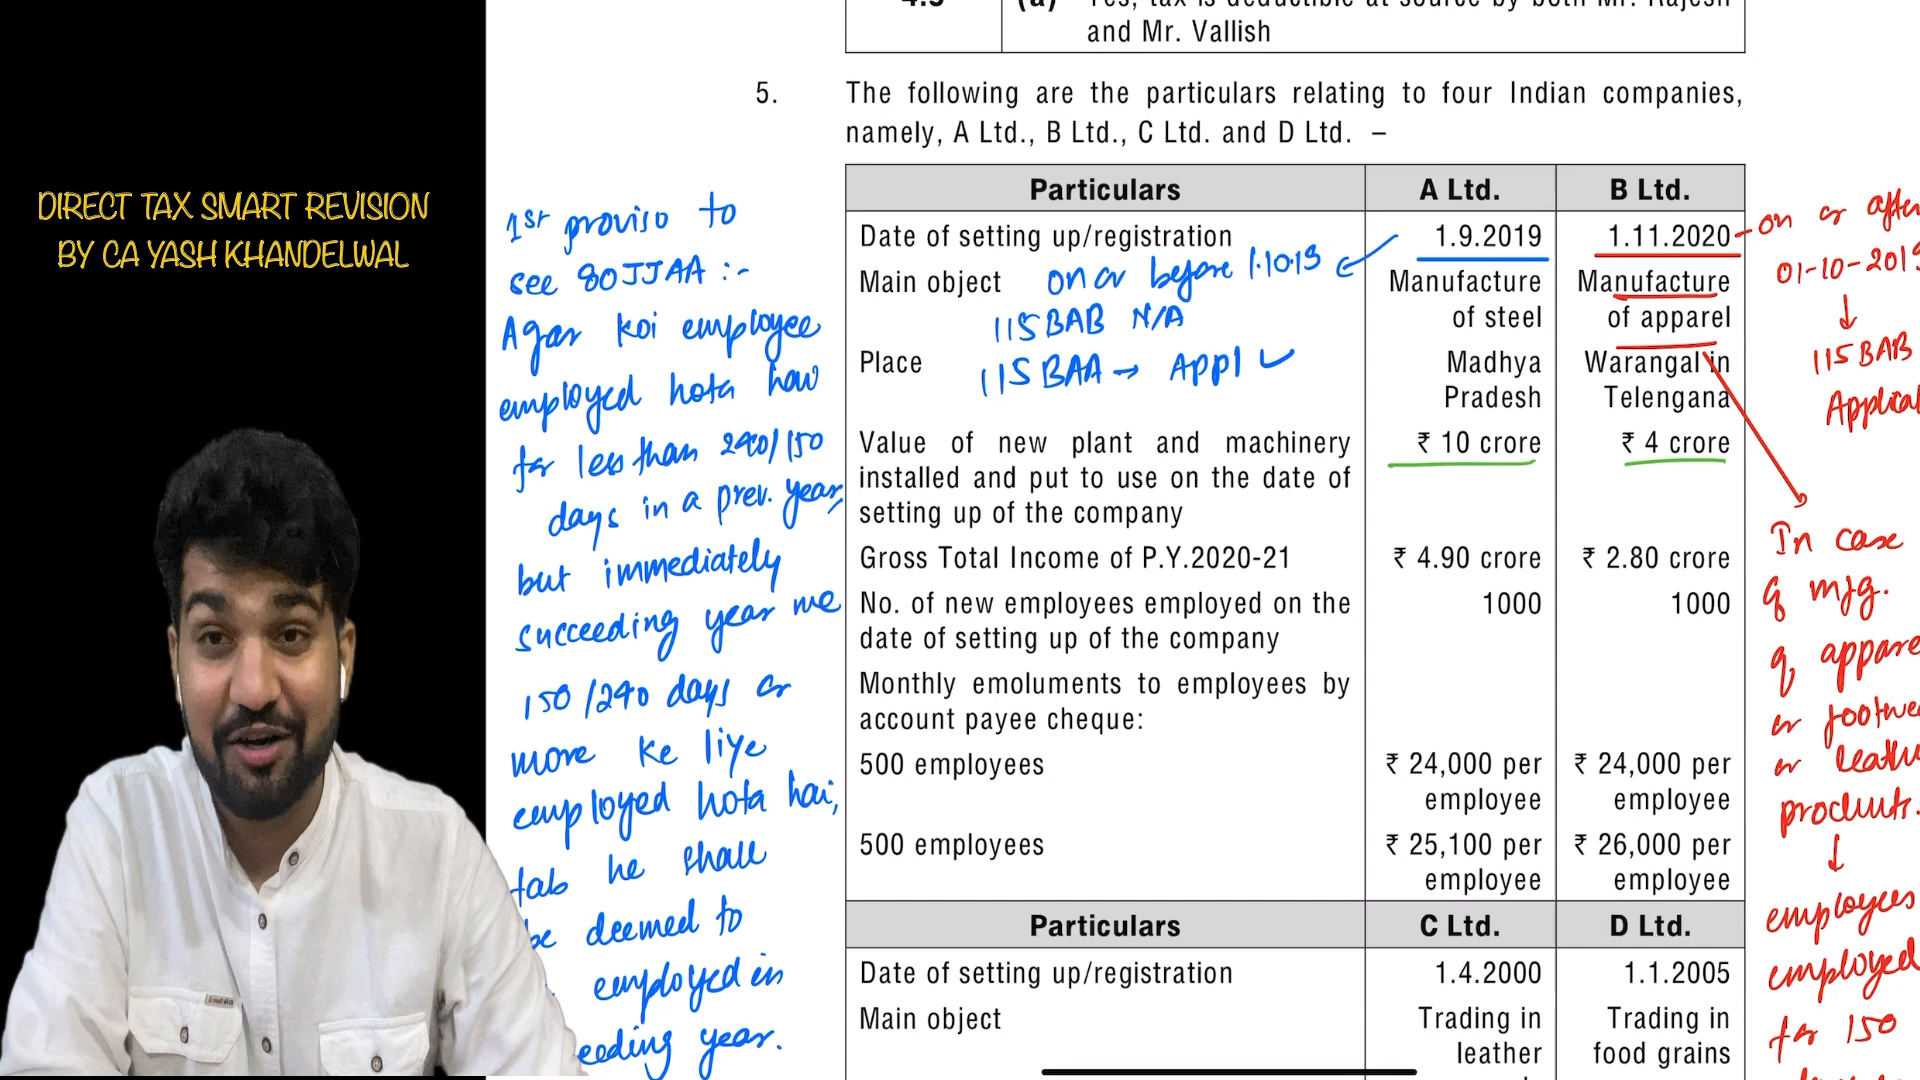 DIRECT TAX SMART REVISION
BY CA YASH KHANDELWAL
and Mr. Vallish
5. The following are the particulars relating to four Indian companies,
namely, A Ltd., B Ltd., C Ltd. and D Ltd. –
Particulars A Ltd. B Ltd.
Date of setting up/registration 1.9.2019 1.11.2020
Main object Manufacture of steel Manufacture of apparel
Place Madhya Pradesh Warangal in Telengana
Value of new plant and machinery ₹ 10 crore ₹ 4 crore
installed and put to use on the date of
setting up of the company
Gross Total Income of P.Y.2020-21 ₹ 4.90 crore ₹ 2.80 crore
No. of new employees employed on the 1000 1000
date of setting up of the company
Monthly emoluments to employees by
account payee cheque:
500 employees ₹ 24,000 per employee ₹ 24,000 per employee
500 employees ₹ 25,100 per employee ₹ 26,000 per employee
Particulars C Ltd. D Ltd.
Date of setting up/registration 1.4.2000 1.1.2005
Main object Trading in leather Trading in food grains
1st proviso to
sec 80JJAA :-
Agar koi employee
employed hota hai
for less than 240/150
days in a prev. year,
but immediately
succeeding year me
150/240 days or
more ke liye
employed hota hai,
tab he shall
be deemed to
employed in
eeding year.
on or before 1.10.19
115BAB N/A
115BAA → Appl ✓
on or after
01-10-2019
↓
115BAB
In case
of mfg.
of
or
or
products.
↓
employees
employed
for 150